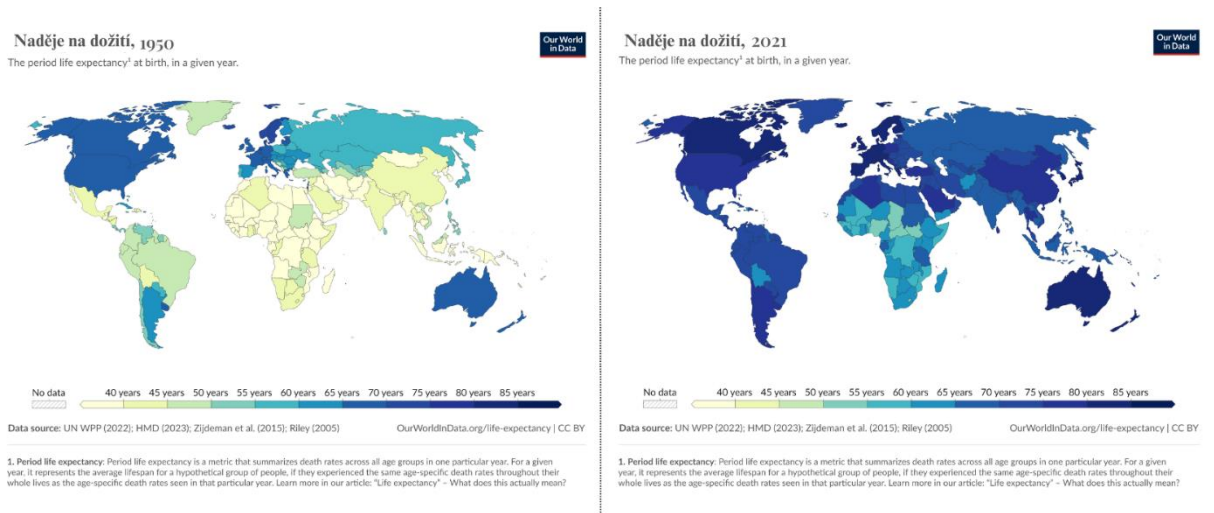 Naděje na dožití, 1950
Our World
in Data
The period life expectancy¹ at birth, in a given year.
No data
40 years 45 years 50 years 55 years 60 years 65 years 70 years 75 years 80 years 85 years
Data source: UN WPP (2022); HMD (2023); Zijdeman et al. (2015); Riley (2005)
OurWorldInData.org/life-expectancy | CC BY
1. Period life expectancy: Period life expectancy is a metric that summarizes death rates across all age groups in one particular year. For a given
year, it represents the average lifespan for a hypothetical group of people, if they experienced the same age-specific death rates throughout their
whole lives as the age-specific death rates seen in that particular year. Learn more in our article: "Life expectancy" – What does this actually mean?
Naděje na dožití, 2021
Our World
in Data
The period life expectancy¹ at birth, in a given year.
No data
40 years 45 years 50 years 55 years 60 years 65 years 70 years 75 years 80 years 85 years
Data source: UN WPP (2022); HMD (2023); Zijdeman et al. (2015); Riley (2005)
OurWorldInData.org/life-expectancy | CC BY
1. Period life expectancy: Period life expectancy is a metric that summarizes death rates across all age groups in one particular year. For a given
year, it represents the average lifespan for a hypothetical group of people, if they experienced the same age-specific death rates throughout their
whole lives as the age-specific death rates seen in that particular year. Learn more in our article: "Life expectancy" – What does this actually mean?